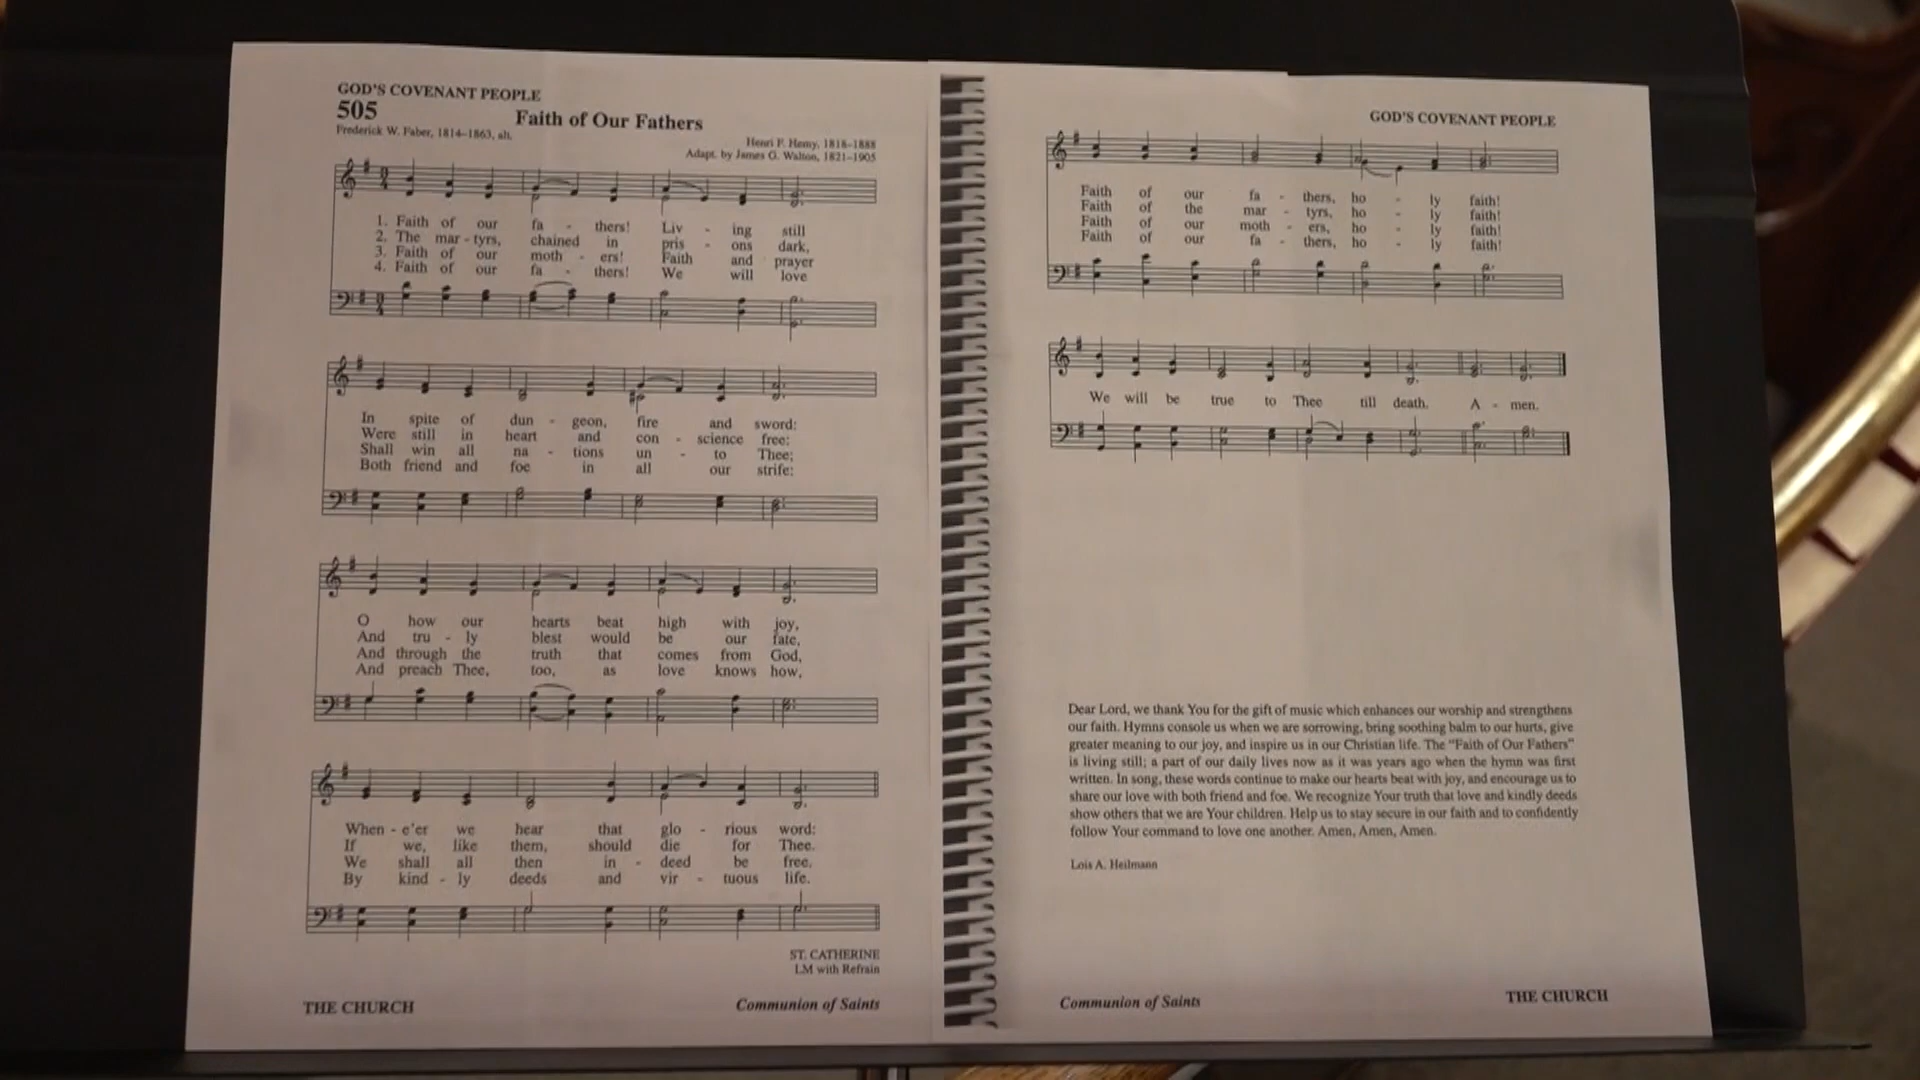 GOD'S COVENANT PEOPLE
505
Faith of Our Fathers
Frederick W. Faber, 1814–1863, alt.
Henri F. Hemy, 1818–1888
Adapt. by James G. Walton, 1821–1905
1. Faith of our fa - thers! Liv - ing still
2. The mar - tyrs, chained in pris - ons dark,
3. Faith of our moth - ers! Faith and prayer
4. Faith of our fa - thers! We will love
In spite of dun - geon, fire and sword:
Were still in heart and con - science free:
Shall win all na - tions un - to Thee;
Both friend and foe in all our strife:
O how our hearts beat high with joy,
And tru - ly blest would be our fate,
And through the truth that comes from God,
And preach Thee, too, as love knows how,
When - e'er we hear that glo - rious word:
If we, like them, should die for Thee.
We shall all then in - deed be free.
By kind - ly deeds and vir - tuous life.
ST. CATHERINE
LM with Refrain
THE CHURCH
Communion of Saints
GOD'S COVENANT PEOPLE
Faith of our fa - thers, ho - ly faith!
Faith of the mar - tyrs, ho - ly faith!
Faith of our moth - ers, ho - ly faith!
Faith of our fa - thers, ho - ly faith!
We will be true to Thee till death. A - men.
Dear Lord, we thank You for the gift of music which enhances our worship and strengthens
our faith. Hymns console us when we are sorrowing, bring soothing balm to our hurts, give
greater meaning to our joy, and inspire us in our Christian life. The "Faith of Our Fathers"
is living still; a part of our daily lives now as it was years ago when the hymn was first
written. In song, these words continue to make our hearts beat with joy, and encourage us to
share our love with both friend and foe. We recognize Your truth that love and kindly deeds
show others that we are Your children. Help us to stay secure in our faith and to confidently
follow Your command to love one another. Amen, Amen, Amen.
Lois A. Heilmann
Communion of Saints
THE CHURCH